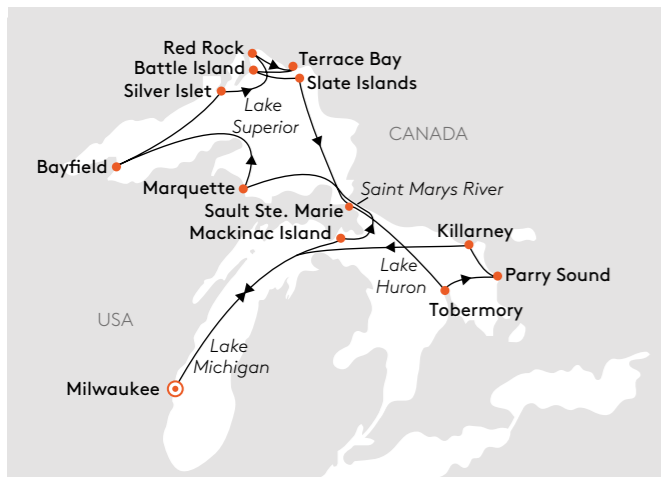 Red Rock
Terrace Bay
Battle Island
Slate Islands
Silver Islet
Lake
Superior
CANADA
Bayfield
Marquette
Saint Marys River
Sault Ste. Marie
Killarney
Mackinac Island
Lake
Huron
Parry Sound
Tobermory
USA
Lake
Michigan
Milwaukee